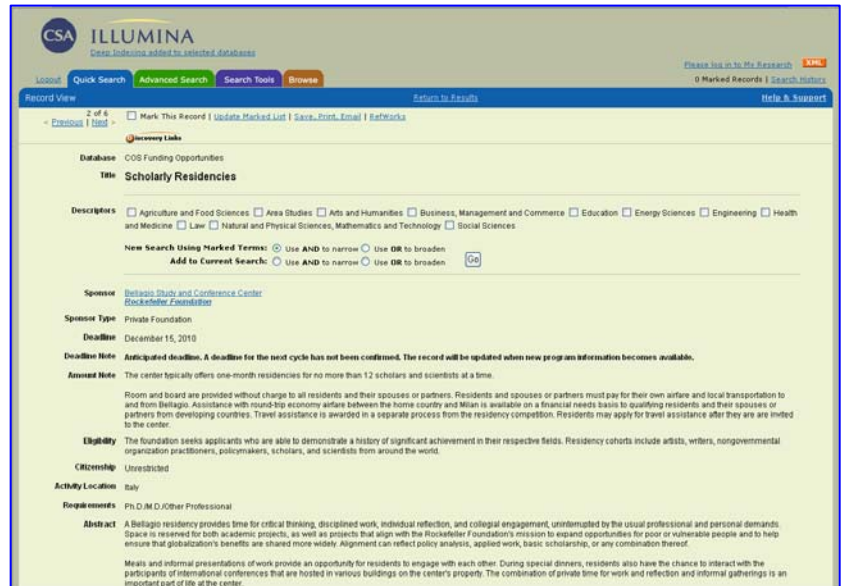 CSA ILLUMINA
Deep Indexing added to selected databases
Please log in to My Research XML
Logout Quick Search Advanced Search Search Tools Browse 0 Marked Records | Search History
Record View Return to Results Help & Support
2 of 6 Mark This Record | Update Marked List | Save, Print, Email | RefWorks
< Previous | Next >
Discovery Links
Database COS Funding Opportunities
Title Scholarly Residencies
Descriptors Agriculture and Food Sciences Area Studies Arts and Humanities Business, Management and Commerce Education Energy Sciences Engineering Health
and Medicine Law Natural and Physical Sciences, Mathematics and Technology Social Sciences
New Search Using Marked Terms: Use AND to narrow Use OR to broaden
Add to Current Search: Use AND to narrow Use OR to broaden Go
Sponsor Bellagio Study and Conference Center
Rockefeller Foundation
Sponsor Type Private Foundation
Deadline December 15, 2010
Deadline Note Anticipated deadline. A deadline for the next cycle has not been confirmed. The record will be updated when new program information becomes available.
Amount Note The center typically offers one-month residencies for no more than 12 scholars and scientists at a time.
Room and board are provided without charge to all residents and their spouses or partners. Residents and spouses or partners must pay for their own airfare and local transportation to
and from Bellagio. Assistance with round-trip economy airfare between the home country and Milan is available on a financial needs basis to qualifying residents and their spouses or
partners from developing countries. Travel assistance is awarded in a separate process from the residency competition. Residents may apply for travel assistance after they are are invited
to the center.
Eligibility The foundation seeks applicants who are able to demonstrate a history of significant achievement in their respective fields. Residency cohorts include artists, writers, nongovernmental
organization practitioners, policymakers, scholars, and scientists from around the world.
Citizenship Unrestricted
Activity Location Italy
Requirements Ph.D./M.D./Other Professional
Abstract A Bellagio residency provides time for critical thinking, disciplined work, individual reflection, and collegial engagement, uninterrupted by the usual professional and personal demands.
Space is reserved for both academic projects, as well as projects that align with the Rockefeller Foundation's mission to expand opportunities for poor or vulnerable people and to help
ensure that globalization's benefits are shared more widely. Alignment can reflect policy analysis, applied work, basic scholarship, or any combination thereof.
Meals and informal presentations of work provide an opportunity for residents to engage with each other. During special dinners, residents also have the chance to interact with the
participants of international conferences that are hosted in various buildings on the center's property. The combination of private time for work and reflection and informal gatherings is an
important part of life at the center.